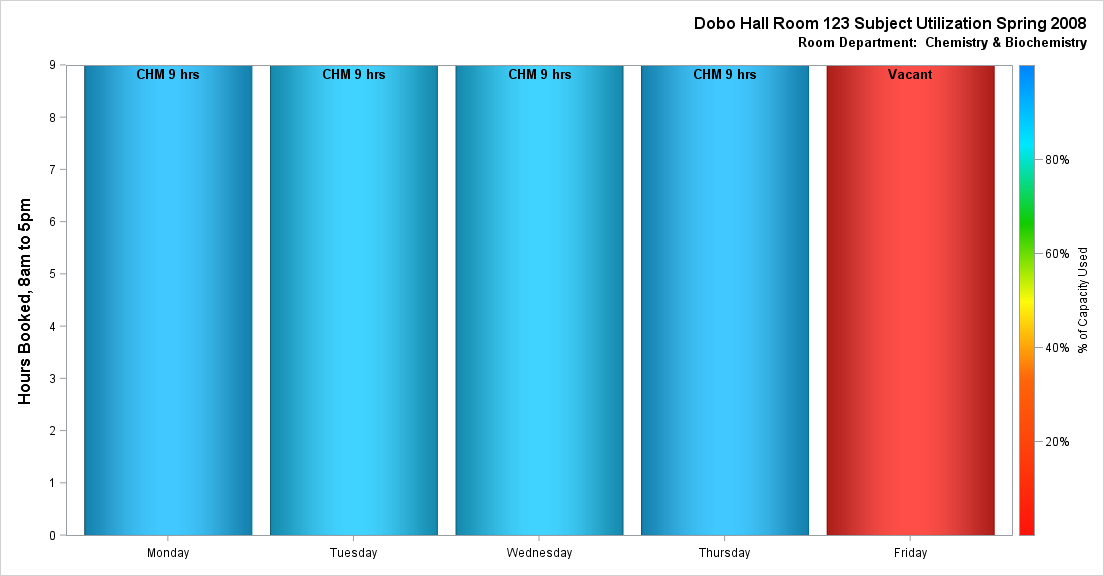 Dobo Hall Room 123 Subject Utilization Spring 2008
Room Department:  Chemistry & Biochemistry
Hours Booked, 8am to 5pm
9
8
7
6
5
4
3
2
1
0
CHM 9 hrs
CHM 9 hrs
CHM 9 hrs
CHM 9 hrs
Vacant
Monday
Tuesday
Wednesday
Thursday
Friday
80%
60%
40%
20%
% of Capacity Used